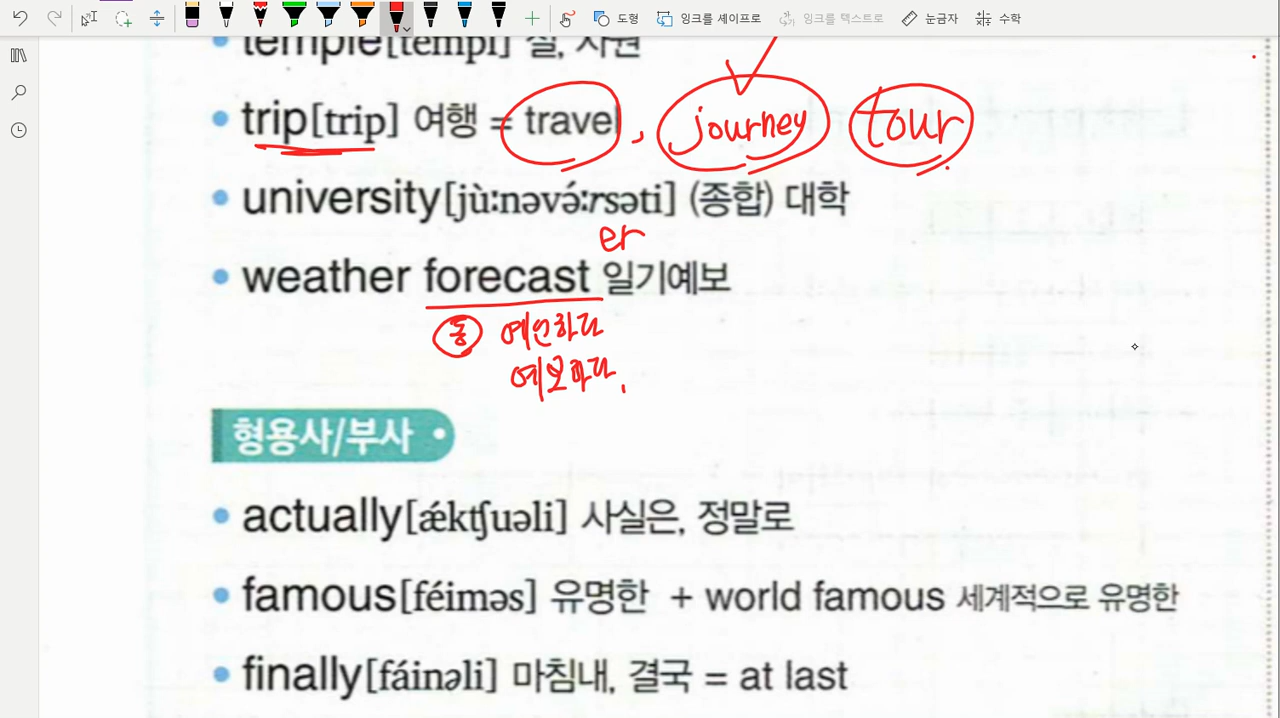 도형 잉크를 셰이프로 잉크를 텍스트로 눈금자 수학
temple[témpl] 절, 사원
trip[trip] 여행 = travel, journey tour
university[jùːnəvə́ːrsəti] (종합) 대학
er
weather forecast 일기예보
동 예언하다
예보하다.
형용사/부사
actually[ǽktʃuəli] 사실은, 정말로
famous[féiməs] 유명한 + world famous 세계적으로 유명한
finally[fáinəli] 마침내, 결국 = at last